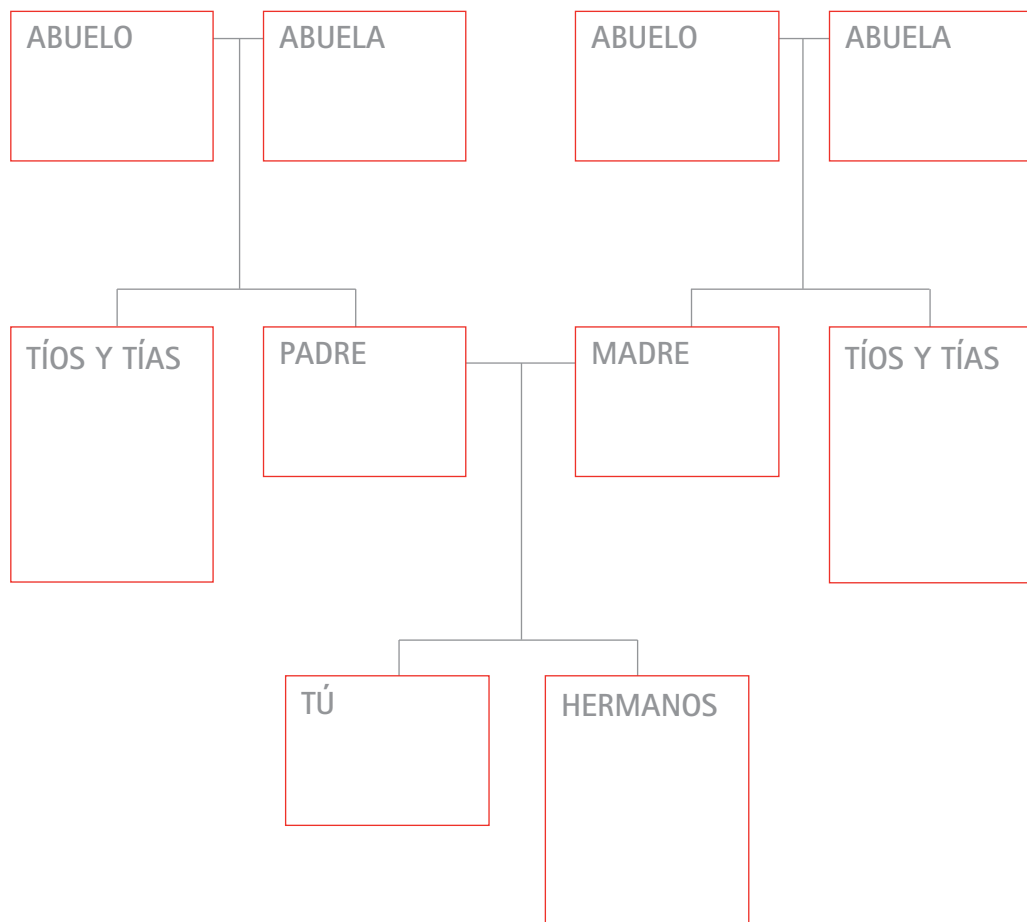 ABUELO
ABUELA
ABUELO
ABUELA
TÍOS Y TÍAS
PADRE
MADRE
TÍOS Y TÍAS
TÚ
HERMANOS